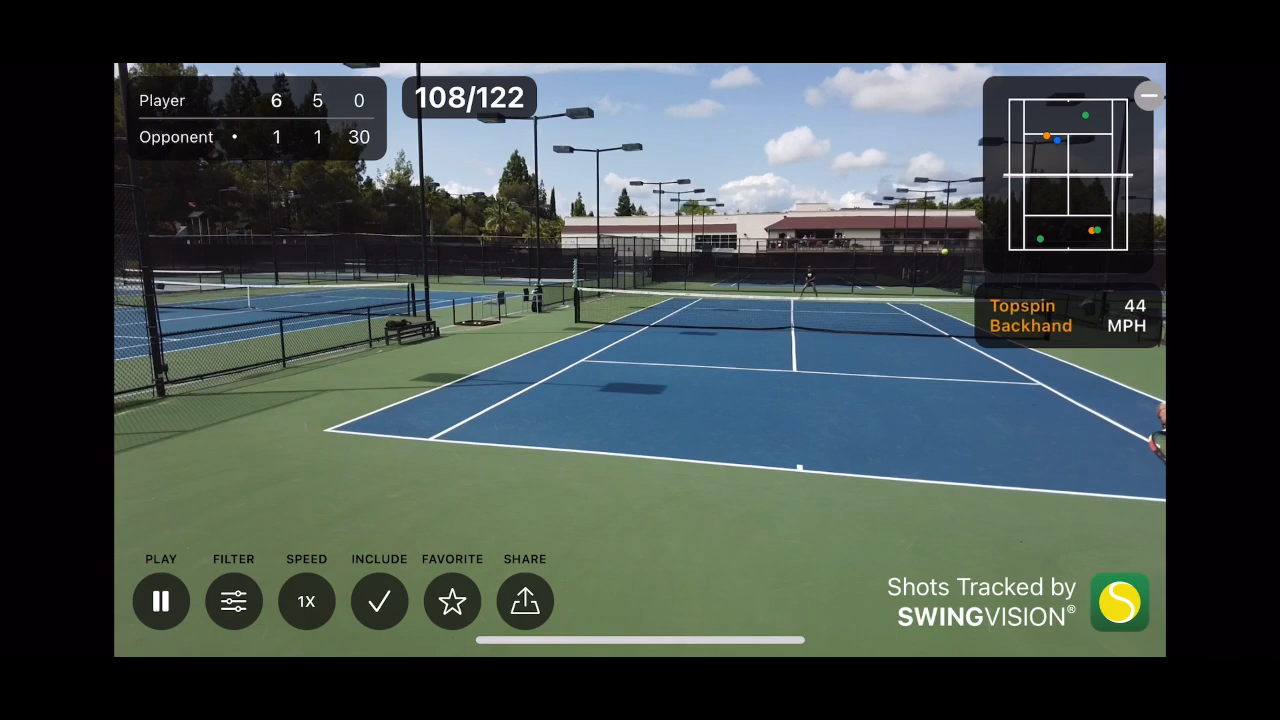 Player 6 5 0
Opponent • 1 1 30
108/122
Topspin 44
Backhand MPH
PLAY FILTER SPEED INCLUDE FAVORITE SHARE
1X
Shots Tracked by
SWINGVISION®